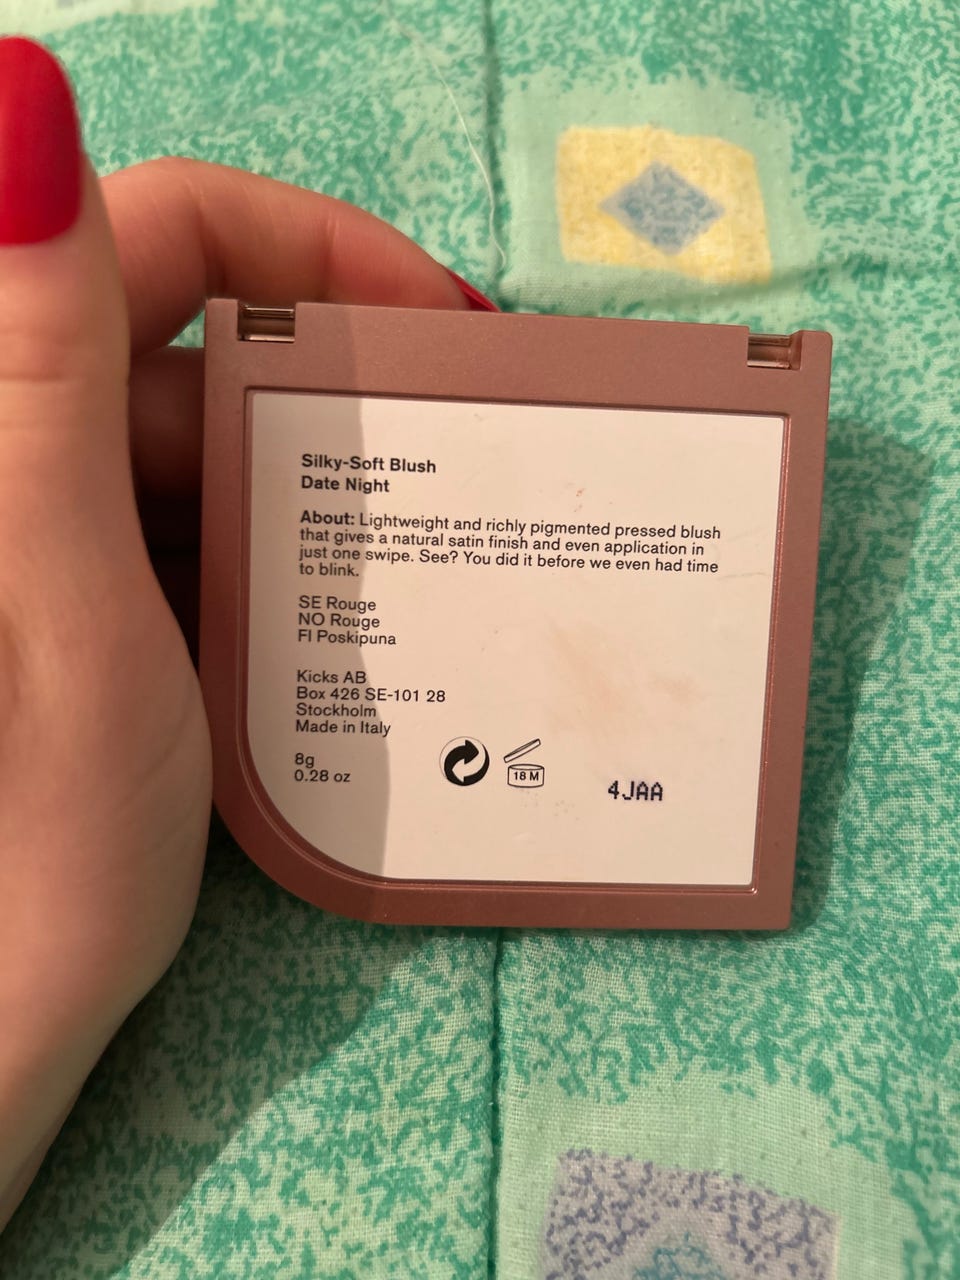 Silky-Soft Blush
Date Night
About: Lightweight and richly pigmented pressed blush
that gives a natural satin finish and even application in
just one swipe. See? You did it before we even had time
to blink.
SE Rouge
NO Rouge
FI Poskipuna
Kicks AB
Box 426 SE-101 28
Stockholm
Made in Italy
8g
0.28 oz
18 M
4JAA